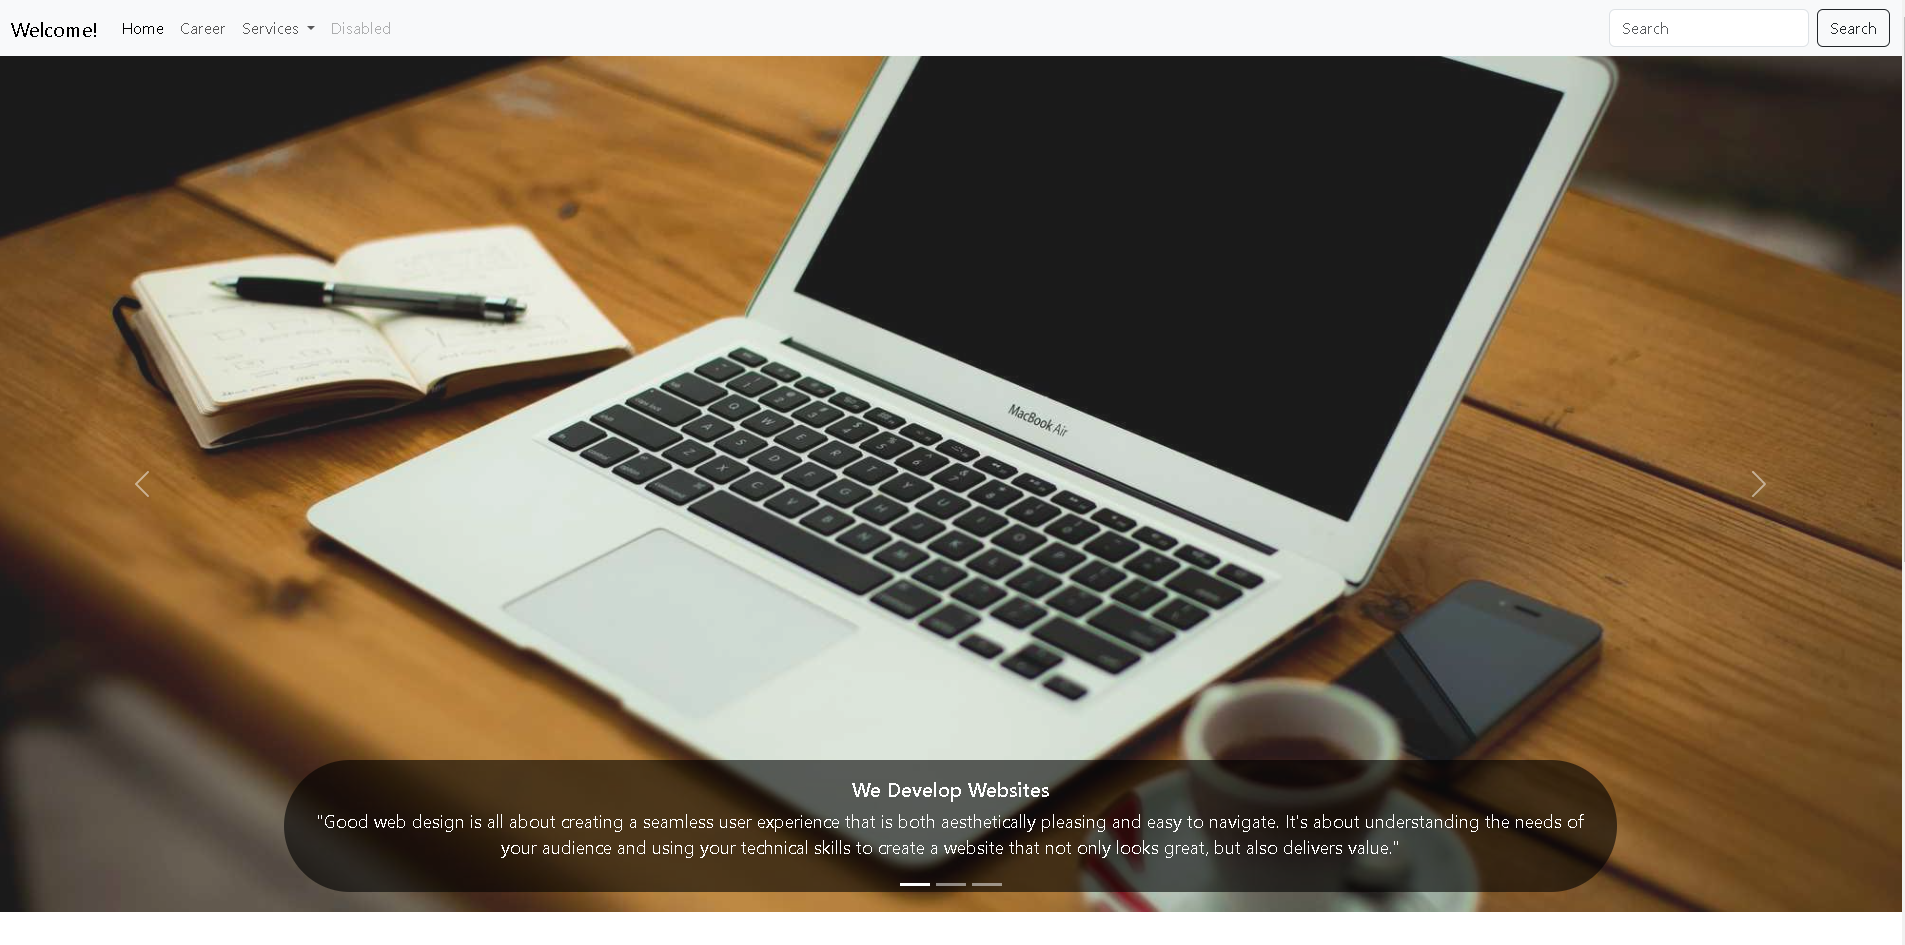 Welcome!
Home
Career
Services
Disabled
Search
Search
MacBook Air
We Develop Websites
"Good web design is all about creating a seamless user experience that is both aesthetically pleasing and easy to navigate. It's about understanding the needs of
your audience and using your technical skills to create a website that not only looks great, but also delivers value."